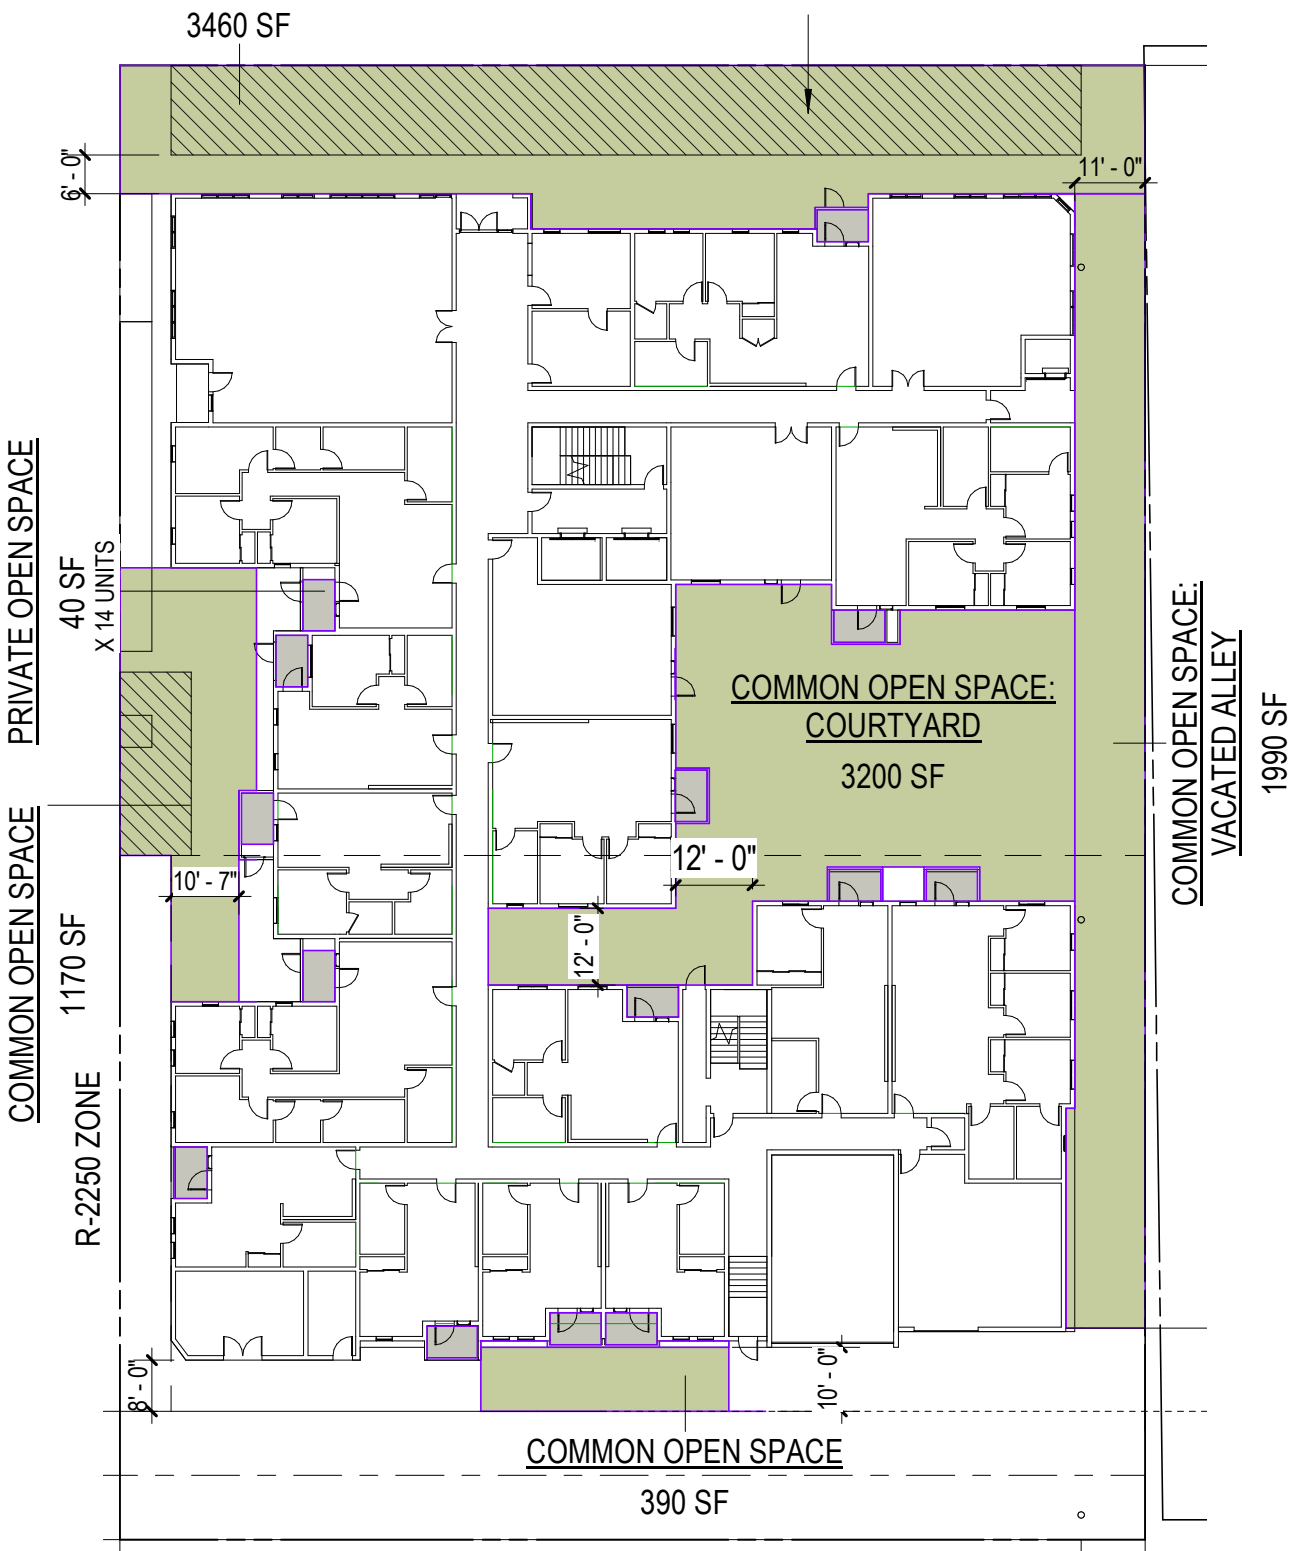 3460 SF
6' - 0"
11' - 0"
PRIVATE OPEN SPACE
40 SF
X 14 UNITS
COMMON OPEN SPACE:
COURTYARD
3200 SF
COMMON OPEN SPACE:
VACATED ALLEY
1990 SF
COMMON OPEN SPACE
1170 SF
10' - 7"
12' - 0"
12' - 0"
R-2250 ZONE
8' - 0"
10' - 0"
COMMON OPEN SPACE
390 SF